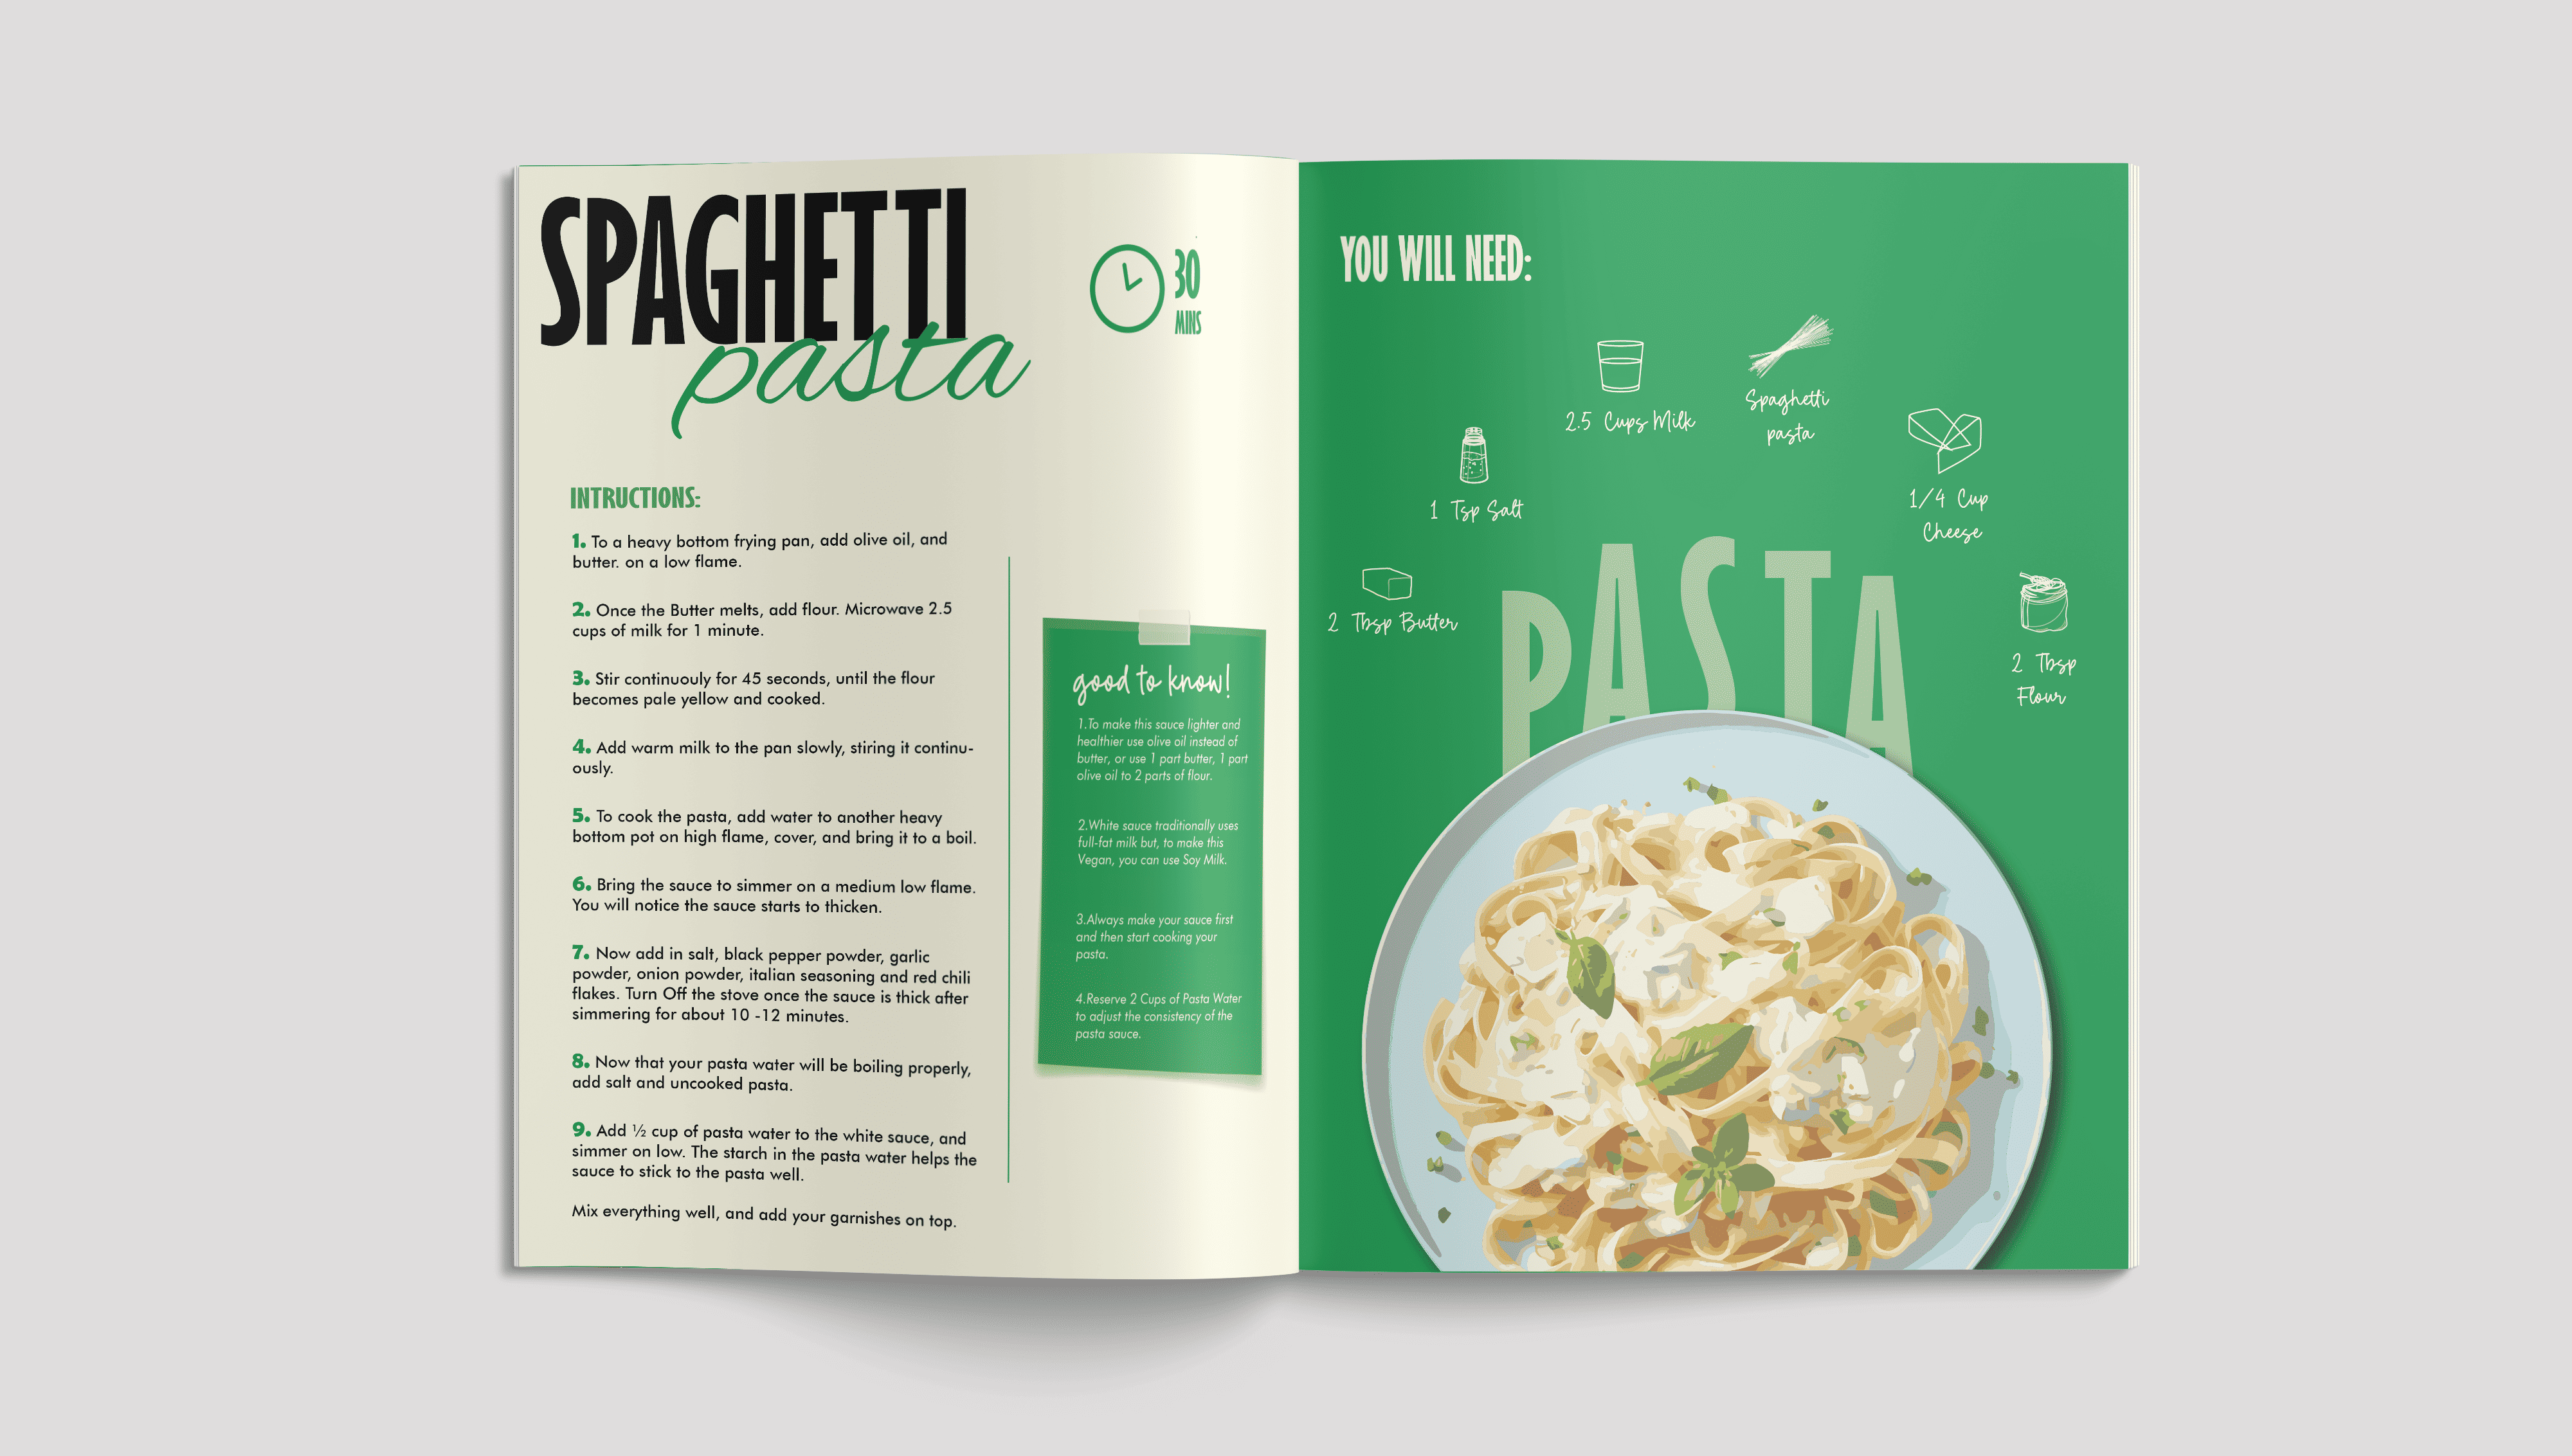 SPAGHETTI
pasta
30
MINS
INTRUCTIONS:
1. To a heavy bottom frying pan, add olive oil, and
butter. on a low flame.
2. Once the Butter melts, add flour. Microwave 2.5
cups of milk for 1 minute.
3. Stir continuouly for 45 seconds, until the flour
becomes pale yellow and cooked.
4. Add warm milk to the pan slowly, stiring it continu-
ously.
5. To cook the pasta, add water to another heavy
bottom pot on high flame, cover, and bring it to a boil.
6. Bring the sauce to simmer on a medium low flame.
You will notice the sauce starts to thicken.
7. Now add in salt, black pepper powder, garlic
powder, onion powder, italian seasoning and red chili
flakes. Turn Off the stove once the sauce is thick after
simmering for about 10 -12 minutes.
8. Now that your pasta water will be boiling properly,
add salt and uncooked pasta.
9. Add ½ cup of pasta water to the white sauce, and
simmer on low. The starch in the pasta water helps the
sauce to stick to the pasta well.
Mix everything well, and add your garnishes on top.
good to know!
1.To make this sauce lighter and
healthier use olive oil instead of
butter, or use 1 part butter, 1 part
olive oil to 2 parts of flour.
2.White sauce traditionally uses
full-fat milk but, to make this
Vegan, you can use Soy Milk.
3.Always make your sauce first
and then start cooking your
pasta.
4.Reserve 2 Cups of Pasta Water
to adjust the consistency of the
pasta sauce.
YOU WILL NEED:
2 Tbsp Butter
1 Tsp Salt
2.5 Cups Milk
Spaghetti
pasta
1/4 Cup
Cheese
2 Tbsp
Flour
PASTA